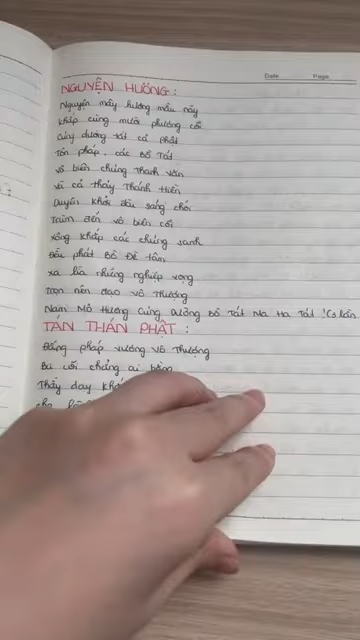 Date Page
NGUYỆN HƯƠNG :
Nguyện mây hương mầu này
Khắp cùng mười phương cõi
Cúng dường tất cả phật
Tôn pháp, các Bồ Tát
Vô biên chúng Thanh Văn
Và cả thảy Thánh Hiền
Duyên khởi đài sáng chói
Trùm đến vô biên cõi
Xông khắp các chúng sanh
Đều phát Bồ Đề tâm
Xa lìa những nghiệp vọng
Trọn nên đạo vô Thượng
Nam Mô Hương Cúng Dường Bồ Tát Ma Ha Tát ! (3 lần
TÁN THÁN PHẬT :
Đấng pháp vương Vô Thượng
Ba cõi chẳng ai bằng
Thầy dạy khắ